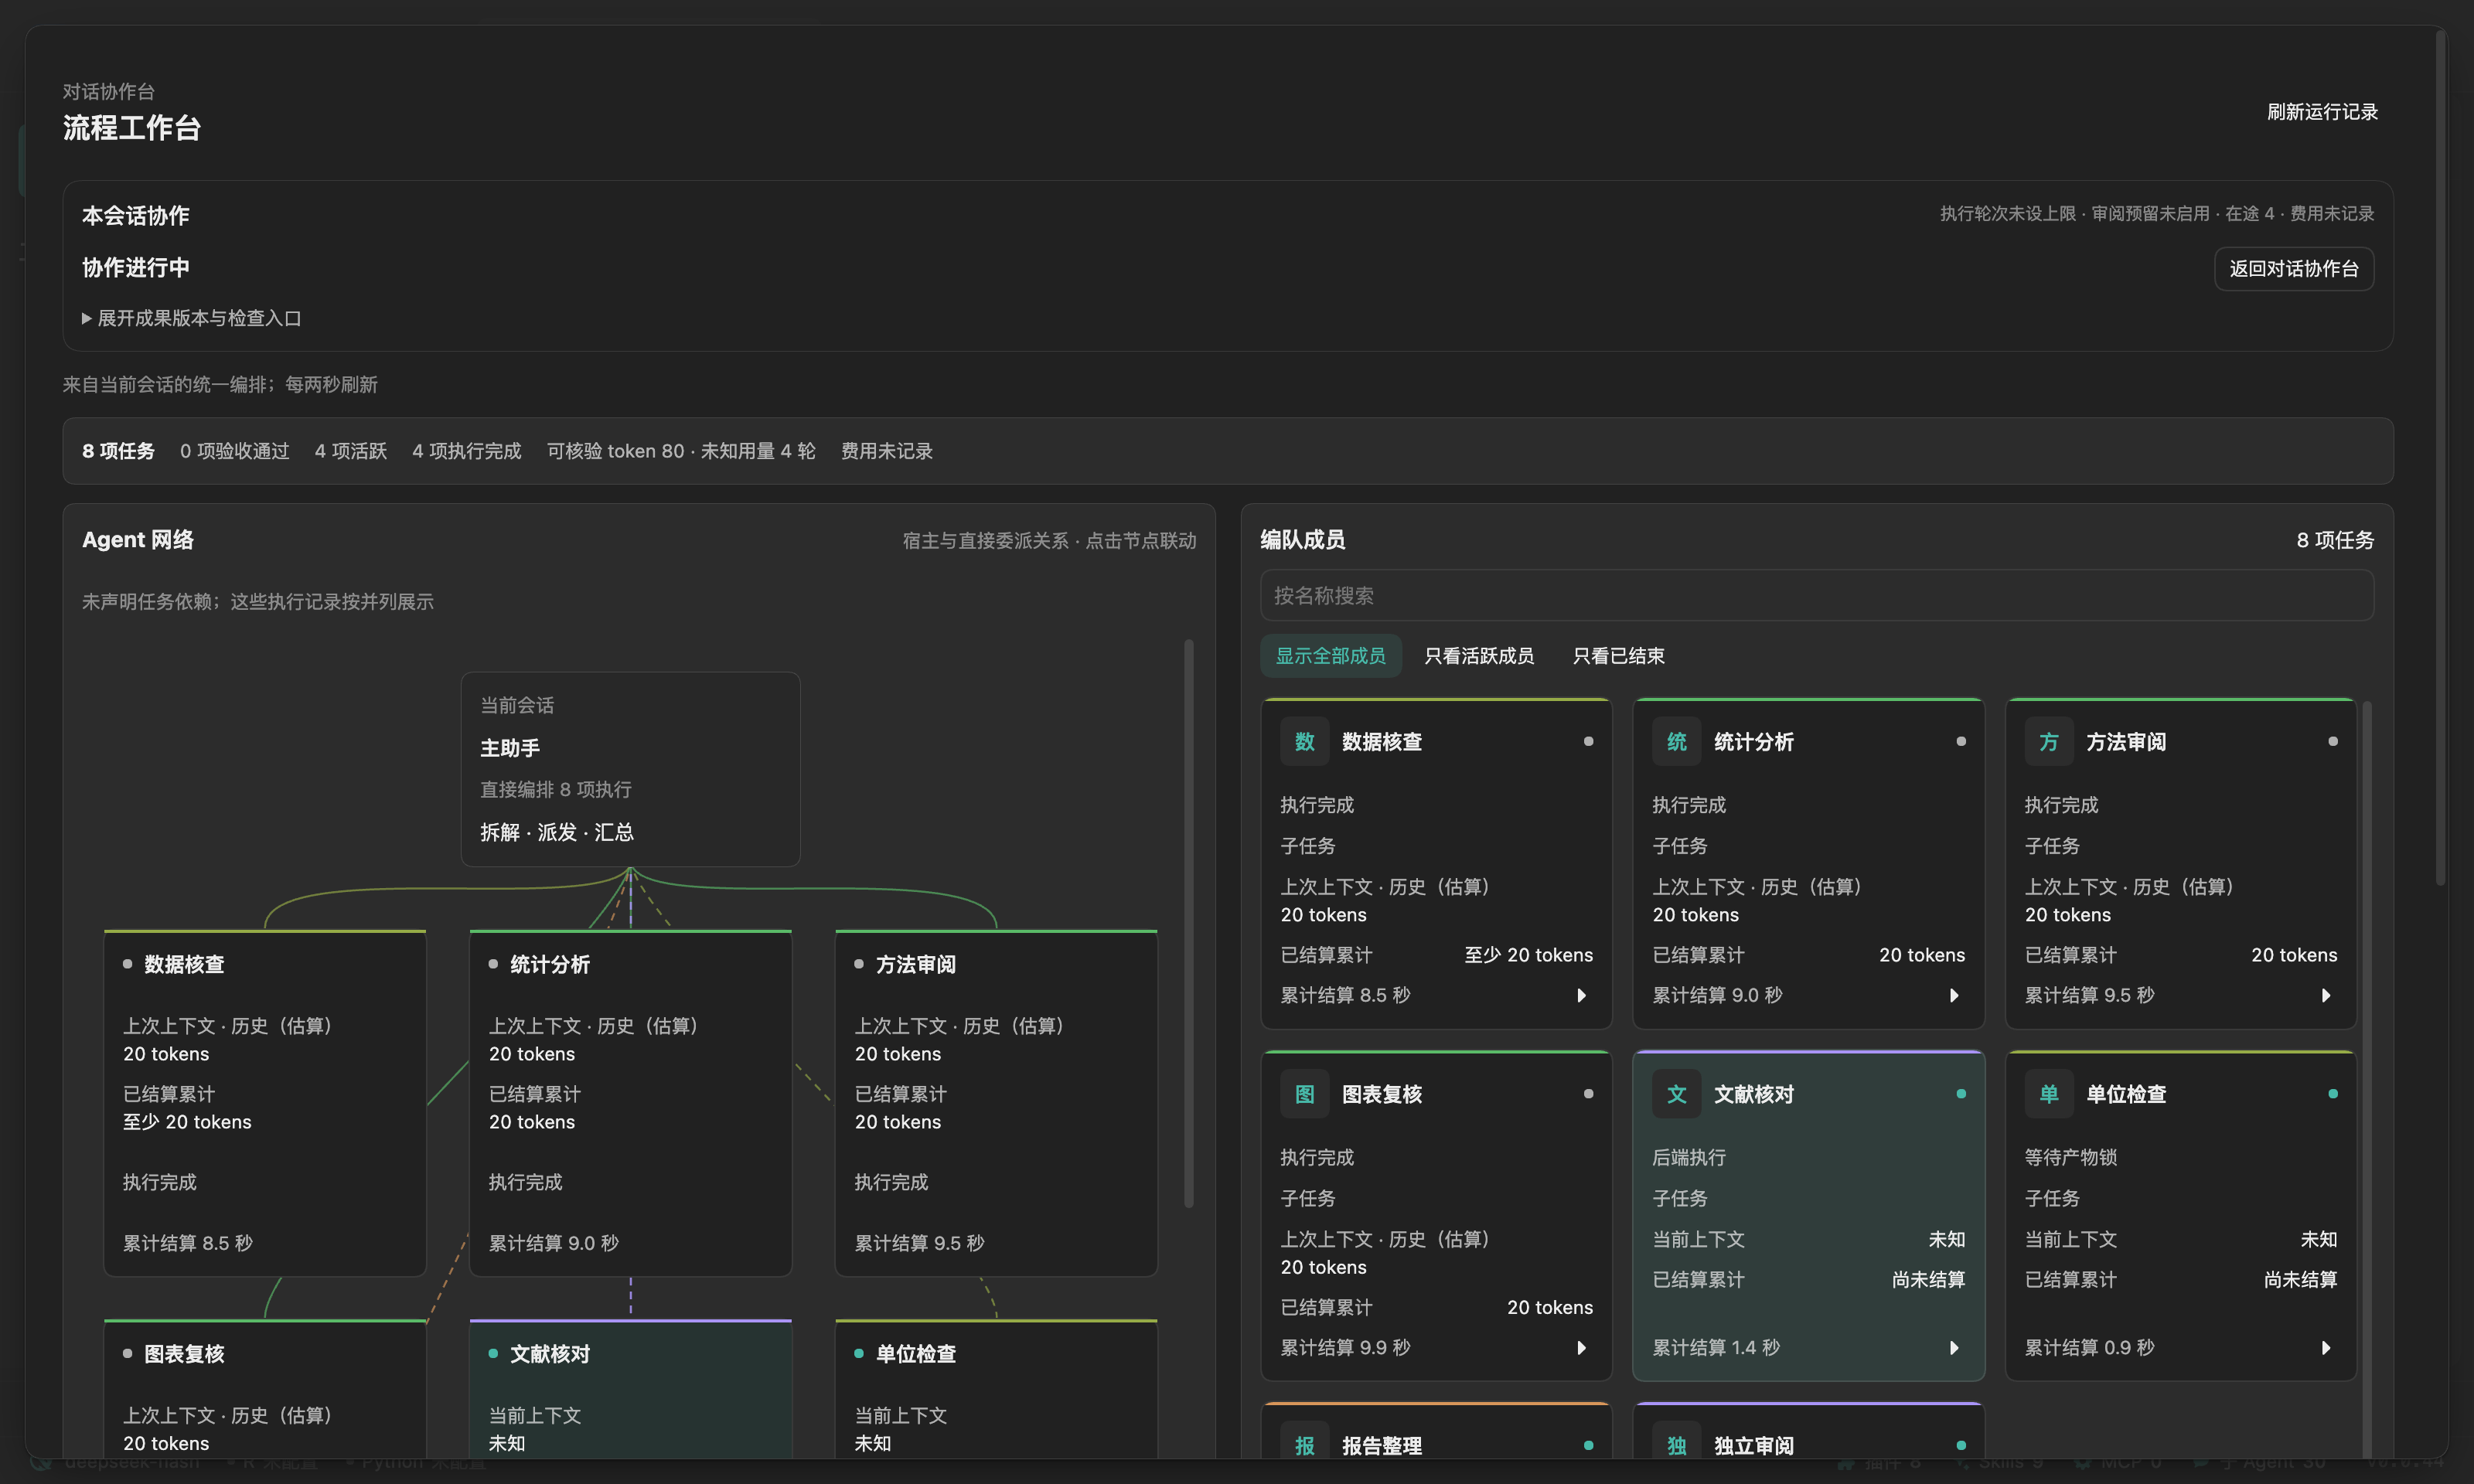 对话协作台
流程工作台
刷新运行记录
本会话协作
执行轮次未设上限 · 审阅预留未启用 · 在途 4 · 费用未记录
协作进行中
返回对话协作台
展开成果版本与检查入口
来自当前会话的统一编排；每两秒刷新
8 项任务 0 项验收通过 4 项活跃 4 项执行完成 可核验 token 80 · 未知用量 4 轮 费用未记录
Agent 网络
宿主与直接委派关系 · 点击节点联动
未声明任务依赖；这些执行记录按并列展示
当前会话
主助手
直接编排 8 项执行
拆解 · 派发 · 汇总
数据核查
上次上下文 · 历史（估算）
20 tokens
已结算累计
至少 20 tokens
执行完成
累计结算 8.5 秒
统计分析
上次上下文 · 历史（估算）
20 tokens
已结算累计
20 tokens
执行完成
累计结算 9.0 秒
方法审阅
上次上下文 · 历史（估算）
20 tokens
已结算累计
20 tokens
执行完成
累计结算 9.5 秒
图表复核
上次上下文 · 历史（估算）
20 tokens
文献核对
当前上下文
未知
单位检查
当前上下文
未知
编队成员
8 项任务
按名称搜索
显示全部成员 只看活跃成员 只看已结束
数 数据核查
执行完成
子任务
上次上下文 · 历史（估算）
20 tokens
已结算累计 至少 20 tokens
累计结算 8.5 秒
统 统计分析
执行完成
子任务
上次上下文 · 历史（估算）
20 tokens
已结算累计 20 tokens
累计结算 9.0 秒
方 方法审阅
执行完成
子任务
上次上下文 · 历史（估算）
20 tokens
已结算累计 20 tokens
累计结算 9.5 秒
图 图表复核
执行完成
子任务
上次上下文 · 历史（估算）
20 tokens
已结算累计 20 tokens
累计结算 9.9 秒
文 文献核对
后端执行
子任务
当前上下文 未知
已结算累计 尚未结算
累计结算 1.4 秒
单 单位检查
等待产物锁
子任务
当前上下文 未知
已结算累计 尚未结算
累计结算 0.9 秒
报 报告整理
独 独立审阅